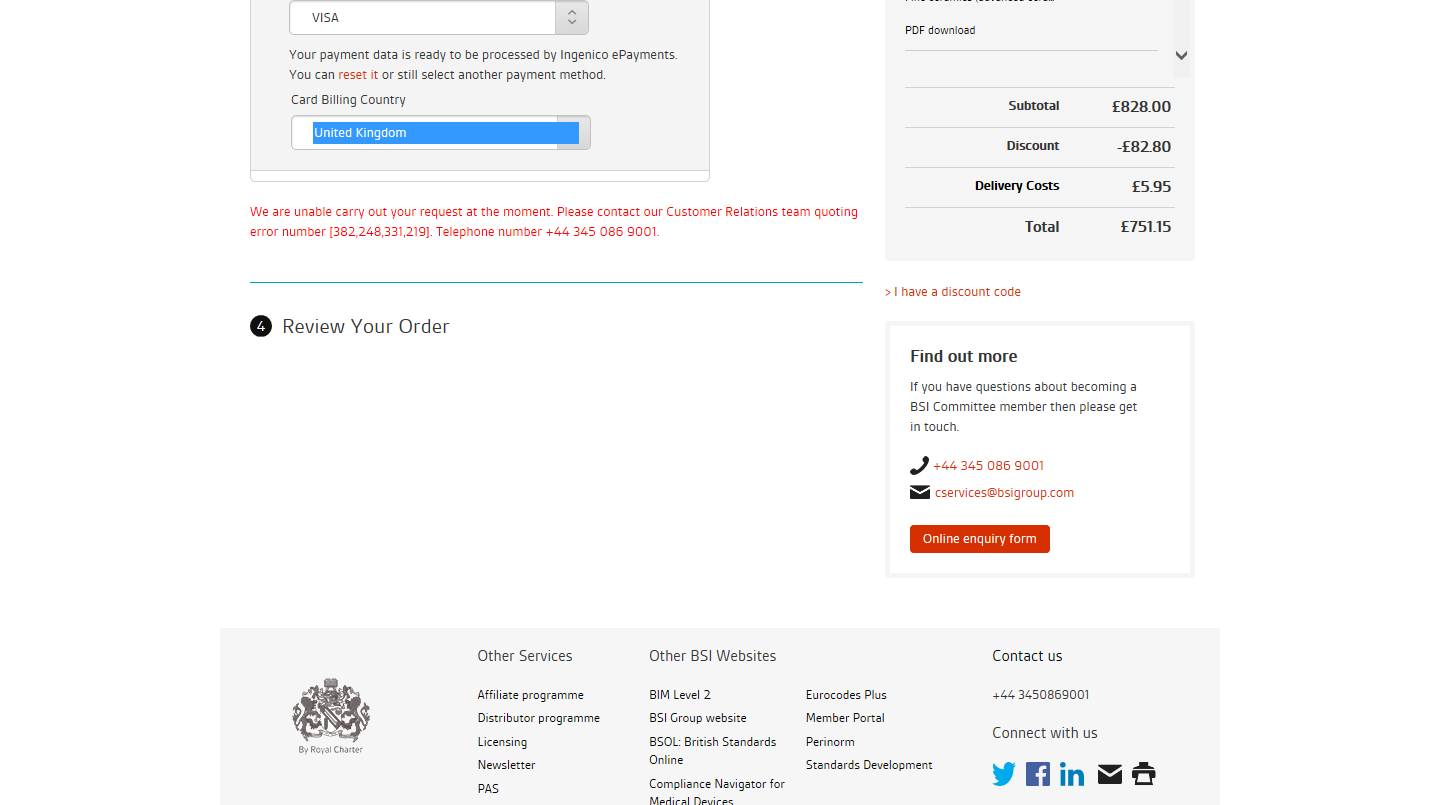 VISA
Your payment data is ready to be processed by Ingenico ePayments.
You can reset it or still select another payment method.
Card Billing Country
United Kingdom
We are unable carry out your request at the moment. Please contact our Customer Relations team quoting
error number [382,248,331,219]. Telephone number +44 345 086 9001.
4 Review Your Order
PDF download
Subtotal £828.00
Discount -£82.80
Delivery Costs £5.95
Total £751.15
> I have a discount code
Find out more
If you have questions about becoming a
BSI Committee member then please get
in touch.
+44 345 086 9001
cservices@bsigroup.com
Online enquiry form
By Royal Charter
Other Services
Affiliate programme
Distributor programme
Licensing
Newsletter
PAS
Other BSI Websites
BIM Level 2
BSI Group website
BSOL: British Standards
Online
Compliance Navigator for
Medical Devices
Eurocodes Plus
Member Portal
Perinorm
Standards Development
Contact us
+44 3450869001
Connect with us